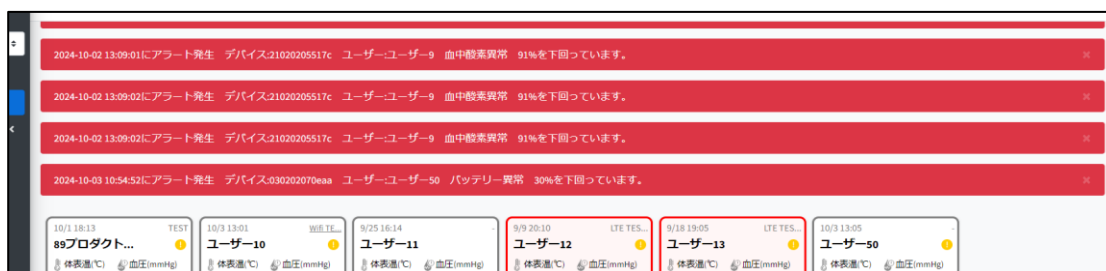 2024-10-02 13:09:01にアラート発生 デバイス:21020205517c ユーザー:ユーザー9 血中酸素異常 91%を下回っています。 ×
2024-10-02 13:09:02にアラート発生 デバイス:21020205517c ユーザー:ユーザー9 血中酸素異常 91%を下回っています。 ×
2024-10-02 13:09:02にアラート発生 デバイス:21020205517c ユーザー:ユーザー9 血中酸素異常 91%を下回っています。 ×
2024-10-03 10:54:52にアラート発生 デバイス:030202070eaa ユーザー:ユーザー50 バッテリー異常 30%を下回っています。 ×
10/1 18:13 TEST 10/3 13:01 Wifi TE... 9/25 16:14 - 9/9 20:10 LTE TES... 9/18 19:05 LTE TES... 10/3 13:05 -
89プロダクト... ユーザー10 ユーザー11 ユーザー12 ユーザー13 ユーザー50
体表温(℃) 血圧(mmHg) 体表温(℃) 血圧(mmHg) 体表温(℃) 血圧(mmHg) 体表温(℃) 血圧(mmHg) 体表温(℃) 血圧(mmHg) 体表温(℃) 血圧(mmHg)